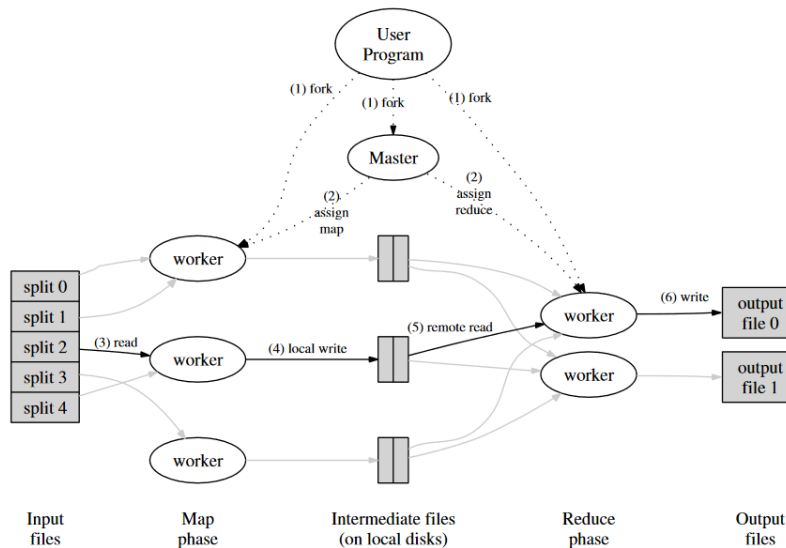 User
Program
(1) fork
(1) fork
(1) fork
Master
(2)
assign
map
(2)
assign
reduce
worker
split 0
split 1
split 2
split 3
split 4
(3) read
worker
(4) local write
(5) remote read
worker
(6) write
output
file 0
worker
output
file 1
worker
Input
files
Map
phase
Intermediate files
(on local disks)
Reduce
phase
Output
files